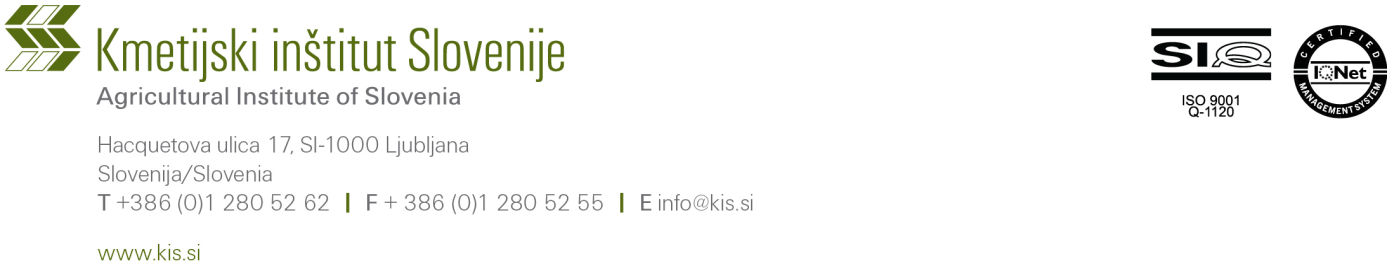 Kmetijski inštitut Slovenije
Agricultural Institute of Slovenia
Hacquetova ulica 17, SI-1000 Ljubljana
Slovenija/Slovenia
T +386 (0)1 280 52 62 | F + 386 (0)1 280 52 55 | E info@kis.si
www.kis.si
SIQ
ISO 9001
Q-1120
CERTIFIED
IQNet
MANAGEMENT SYSTEM